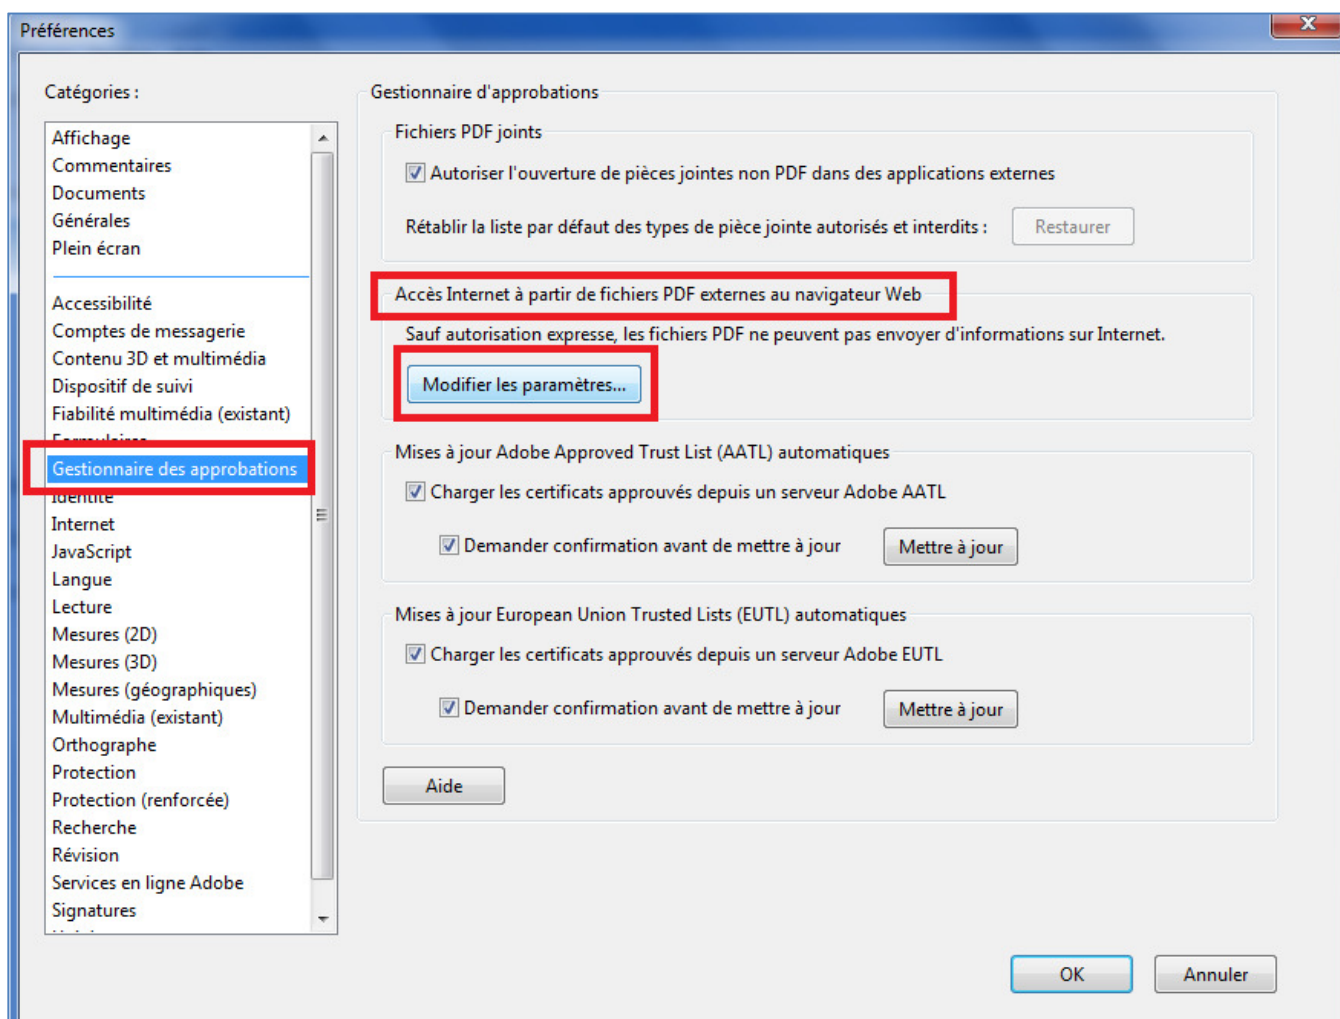 Préférences
Catégories :
Affichage
Commentaires
Documents
Générales
Plein écran
Accessibilité
Comptes de messagerie
Contenu 3D et multimédia
Dispositif de suivi
Fiabilité multimédia (existant)
Formulaires
Gestionnaire des approbations
Identité
Internet
JavaScript
Langue
Lecture
Mesures (2D)
Mesures (3D)
Mesures (géographiques)
Multimédia (existant)
Orthographe
Protection
Protection (renforcée)
Recherche
Révision
Services en ligne Adobe
Signatures
Gestionnaire d'approbations
Fichiers PDF joints
Autoriser l'ouverture de pièces jointes non PDF dans des applications externes
Rétablir la liste par défaut des types de pièce jointe autorisés et interdits : Restaurer
Accès Internet à partir de fichiers PDF externes au navigateur Web
Sauf autorisation expresse, les fichiers PDF ne peuvent pas envoyer d'informations sur Internet.
Modifier les paramètres...
Mises à jour Adobe Approved Trust List (AATL) automatiques
Charger les certificats approuvés depuis un serveur Adobe AATL
Demander confirmation avant de mettre à jour Mettre à jour
Mises à jour European Union Trusted Lists (EUTL) automatiques
Charger les certificats approuvés depuis un serveur Adobe EUTL
Demander confirmation avant de mettre à jour Mettre à jour
Aide
OK Annuler